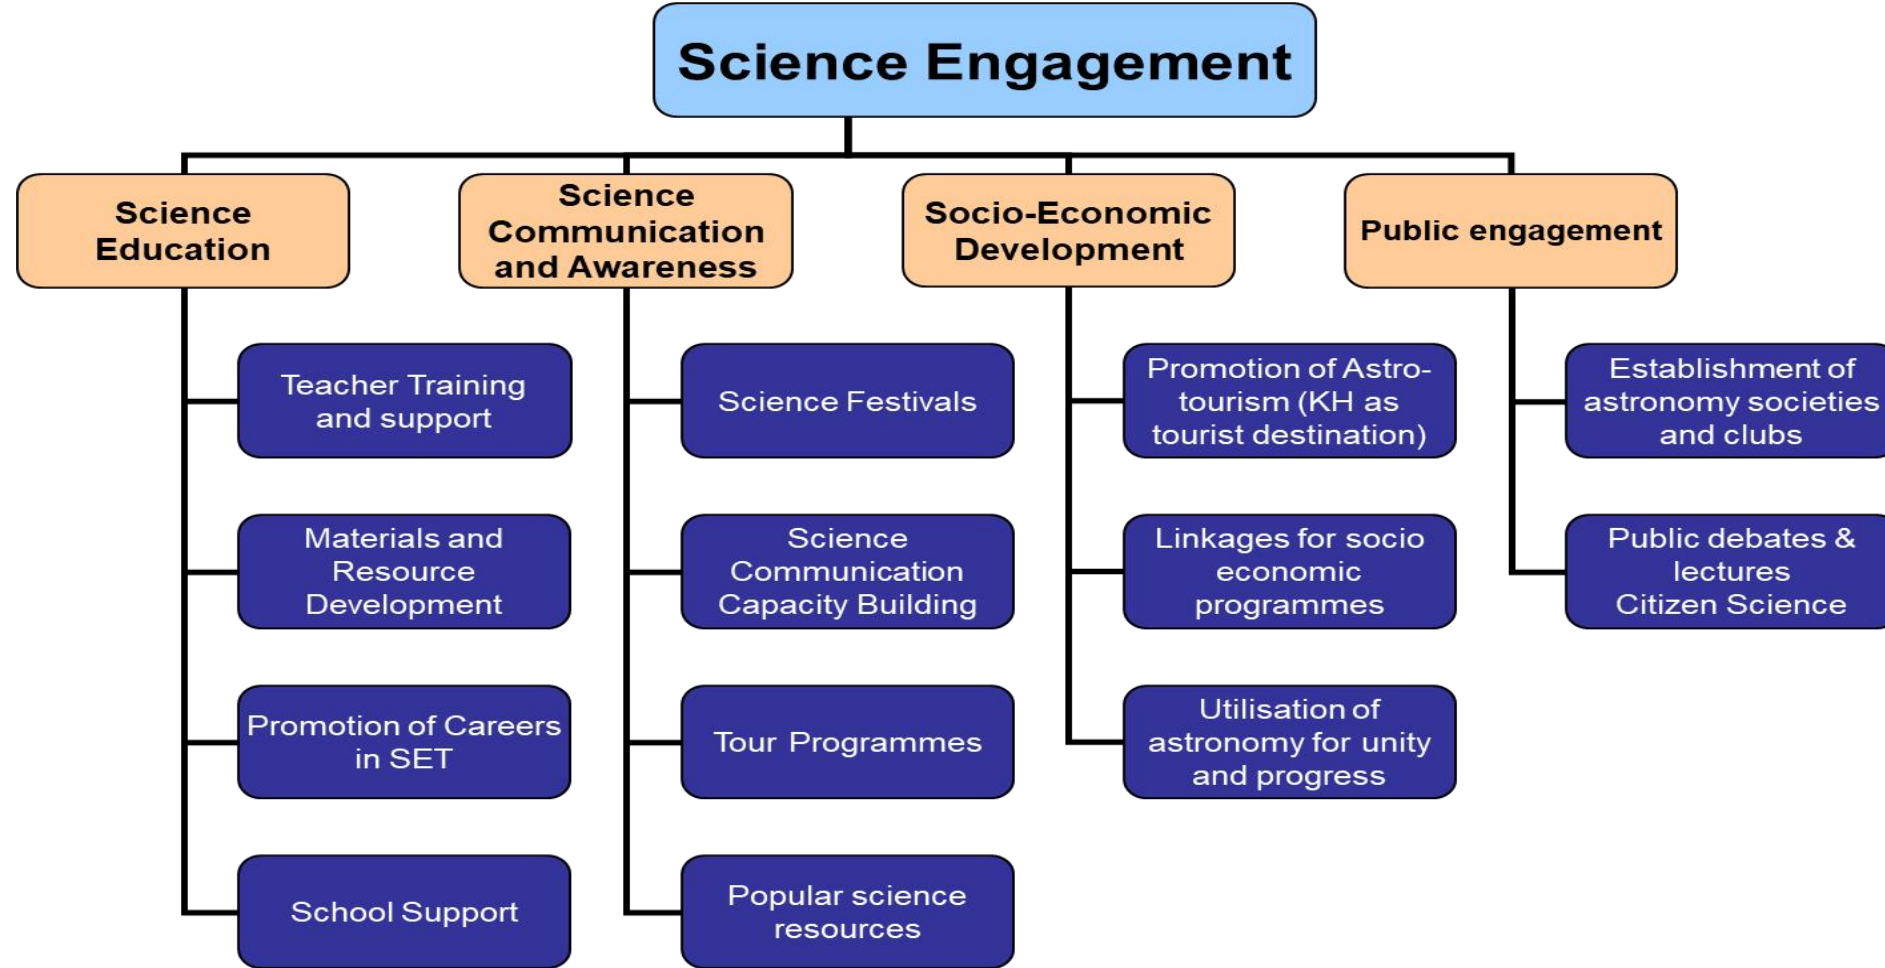 Science Engagement
Science
Education
Science
Communication
and Awareness
Socio-Economic
Development
Public engagement
Teacher Training
and support
Materials and
Resource
Development
Promotion of Careers
in SET
School Support
Science Festivals
Science
Communication
Capacity Building
Tour Programmes
Popular science
resources
Promotion of Astro-
tourism (KH as
tourist destination)
Linkages for socio
economic
programmes
Utilisation of
astronomy for unity
and progress
Establishment of
astronomy societies
and clubs
Public debates &
lectures
Citizen Science